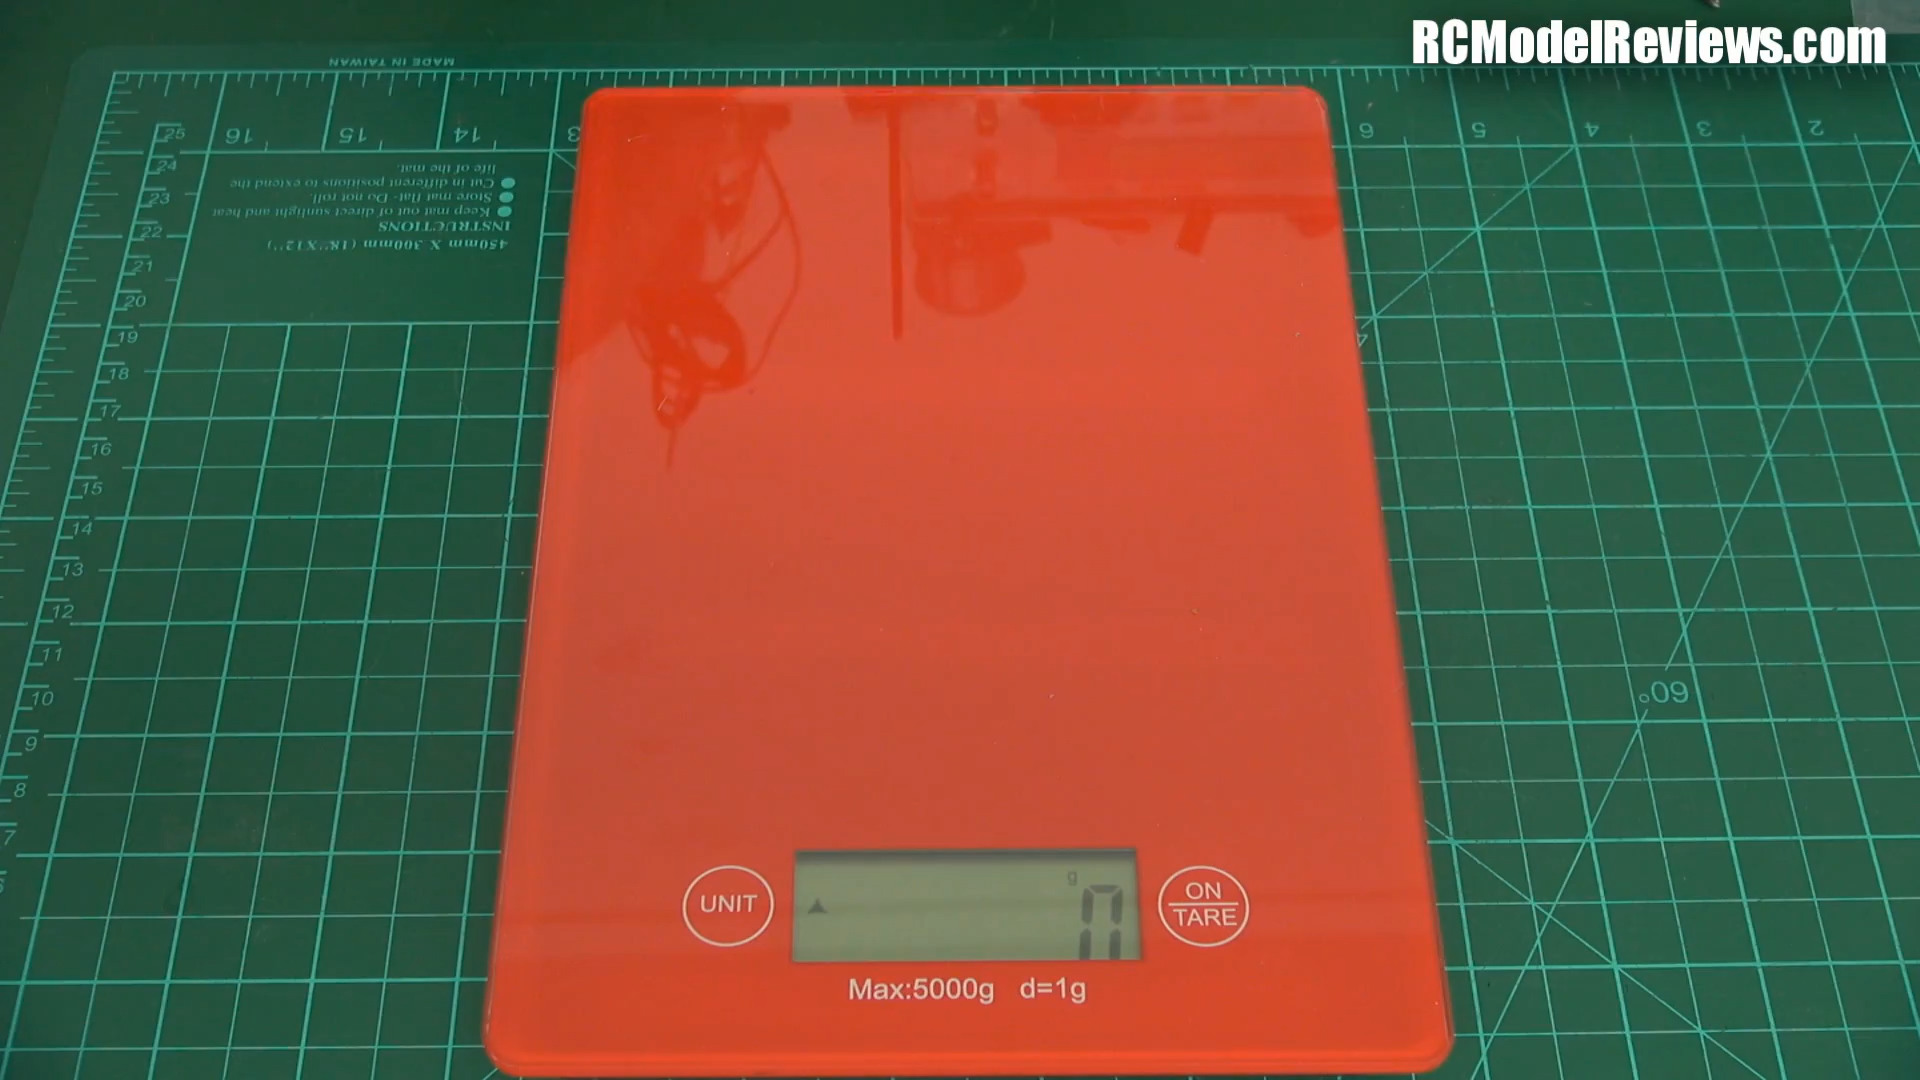 RCModelReviews.com
MADE IN TAIWAN
16 15 14 3 6 5 4 3 2
25
24
23
22
21
20
19
18
17
16
15
14
13
12
11
10
9
8
7
450mm X 300mm (18"X12")
INSTRUCTIONS
Keep mat out of direct sunlight and heat
Store mat flat- Do not roll.
Cut in different positions to extend the
life of the mat.
4
60°
UNIT
g
0
ON
TARE
Max:5000g d=1g